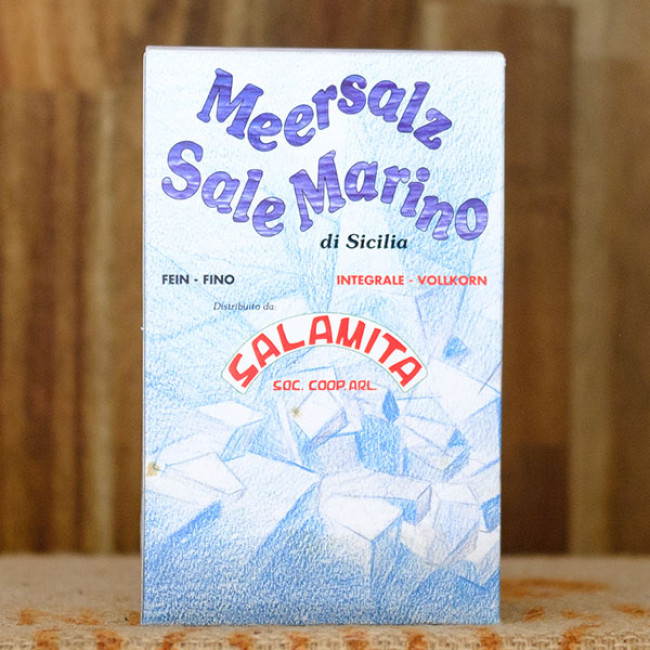 Meersalz
Sale Marino
di Sicilia
FEIN - FINO
INTEGRALE - VOLLKORN
Distribuito da:
SALAMITA
SOC. COOP. ARL.